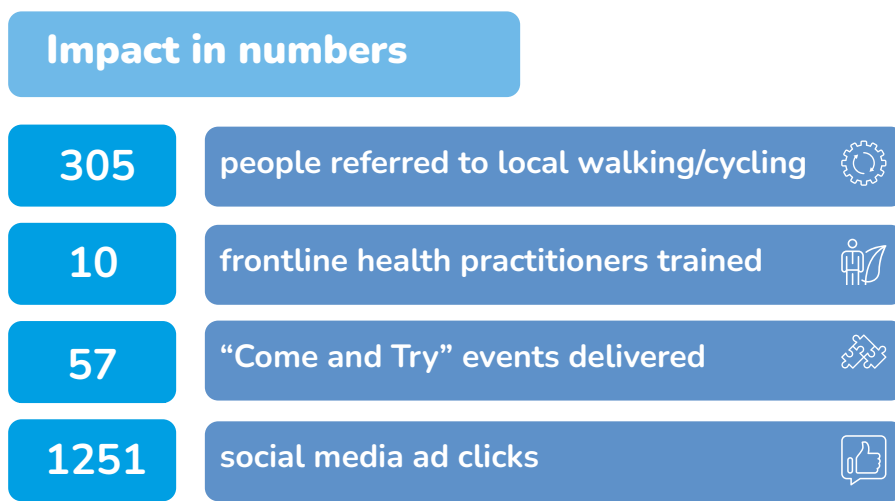 Impact in numbers
305
people referred to local walking/cycling
10
frontline health practitioners trained
57
“Come and Try” events delivered
1251
social media ad clicks